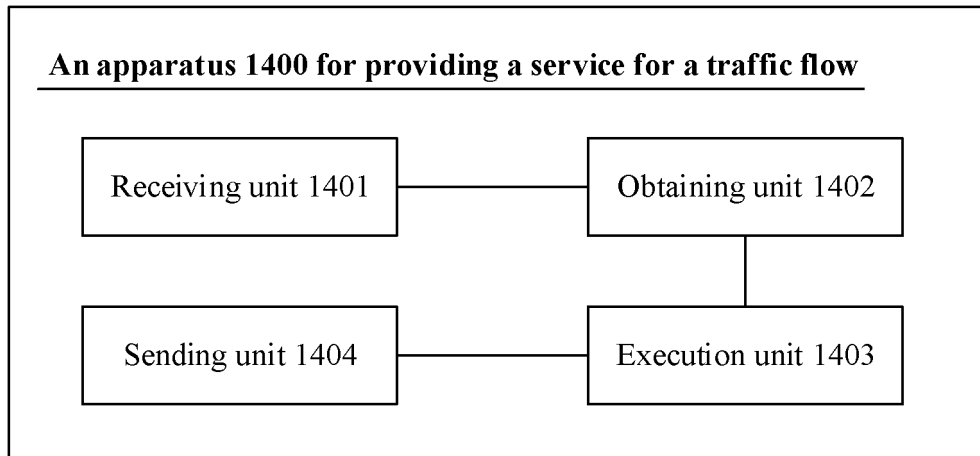 An apparatus 1400 for providing a service for a traffic flow
Receiving unit 1401
Obtaining unit 1402
Sending unit 1404
Execution unit 1403